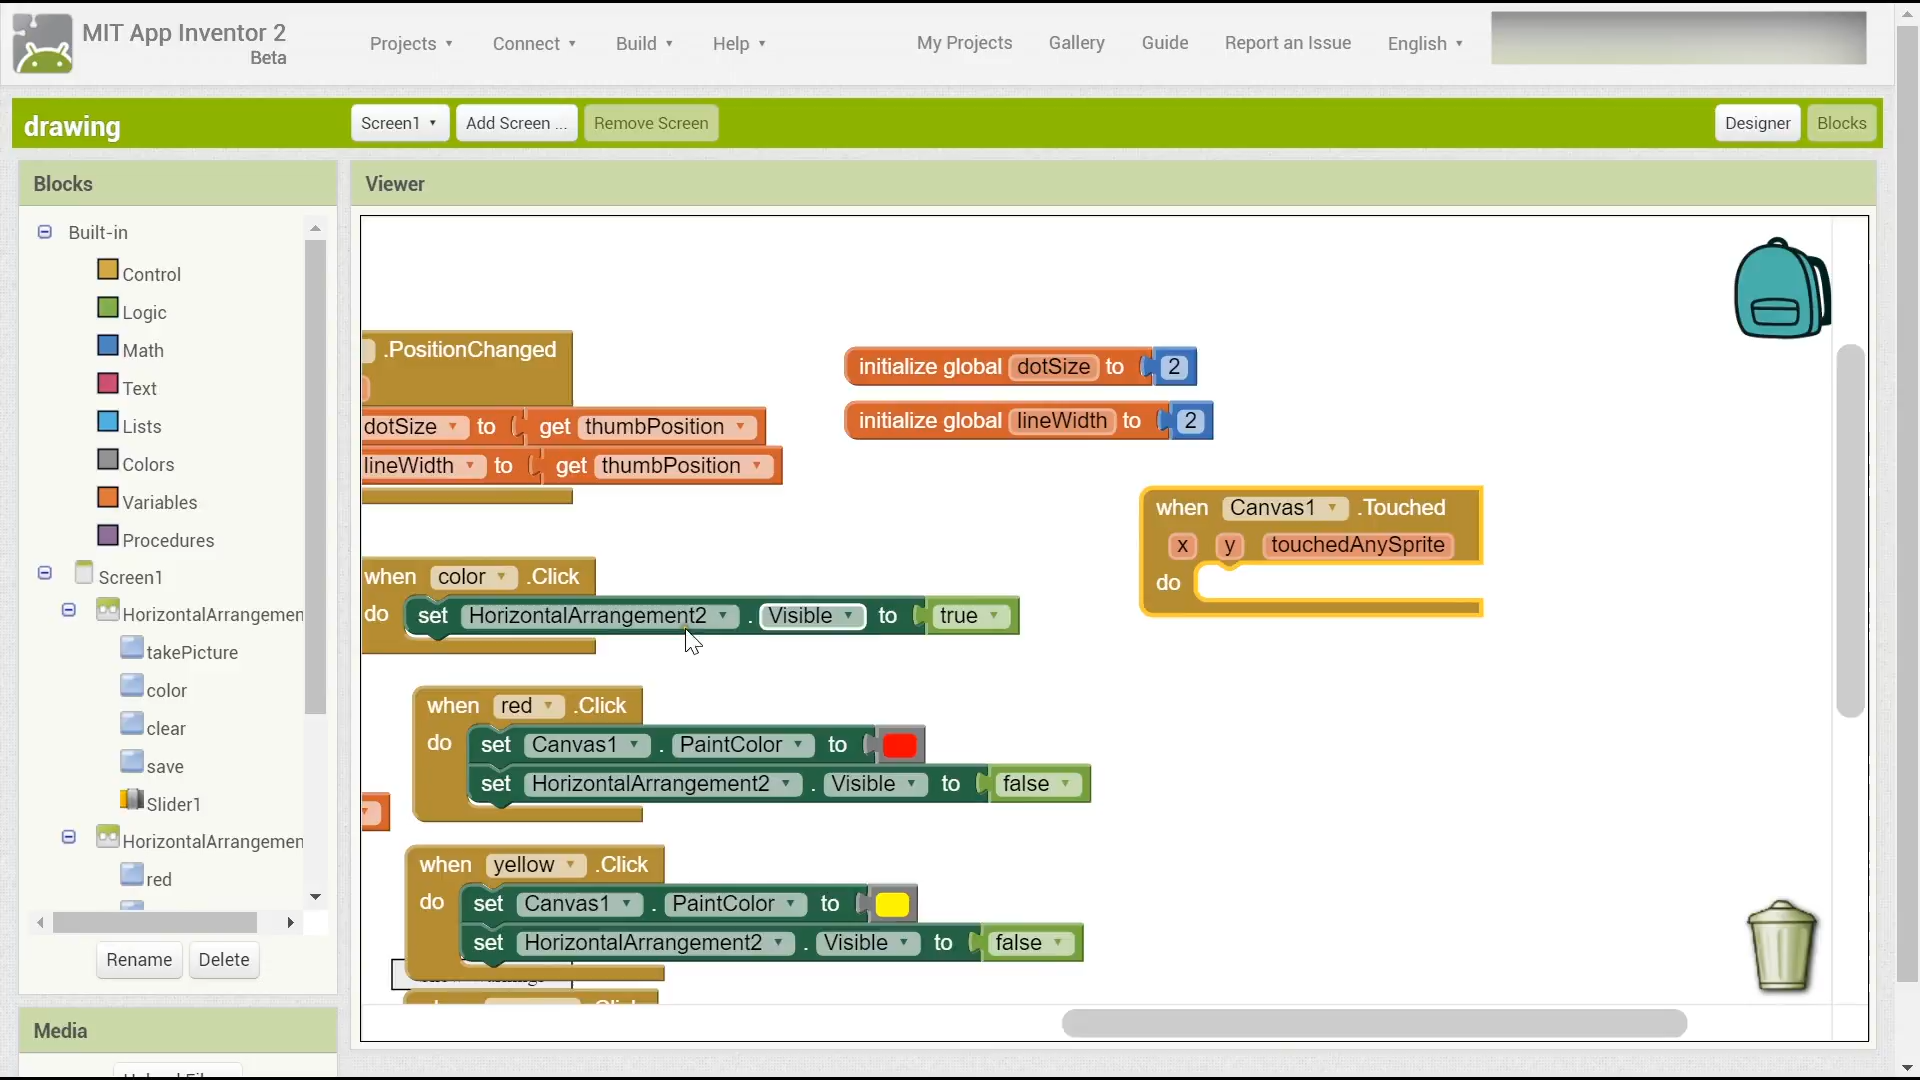 MIT App Inventor 2
Beta
Projects
Connect
Build
Help
My Projects
Gallery
Guide
Report an Issue
English
drawing
Screen1
Add Screen ...
Remove Screen
Designer
Blocks
Blocks
Built-in
Control
Logic
Math
Text
Lists
Colors
Variables
Procedures
Screen1
HorizontalArrangemen
takePicture
color
clear
save
Slider1
HorizontalArrangemen
red
Rename
Delete
Media
Viewer
.PositionChanged
dotSize to get thumbPosition
lineWidth to get thumbPosition
initialize global dotSize to 2
initialize global lineWidth to 2
when Canvas1 .Touched
x y touchedAnySprite
do
when color .Click
do set HorizontalArrangement2 . Visible to true
when red .Click
do set Canvas1 . PaintColor to
set HorizontalArrangement2 . Visible to false
when yellow .Click
do set Canvas1 . PaintColor to
set HorizontalArrangement2 . Visible to false